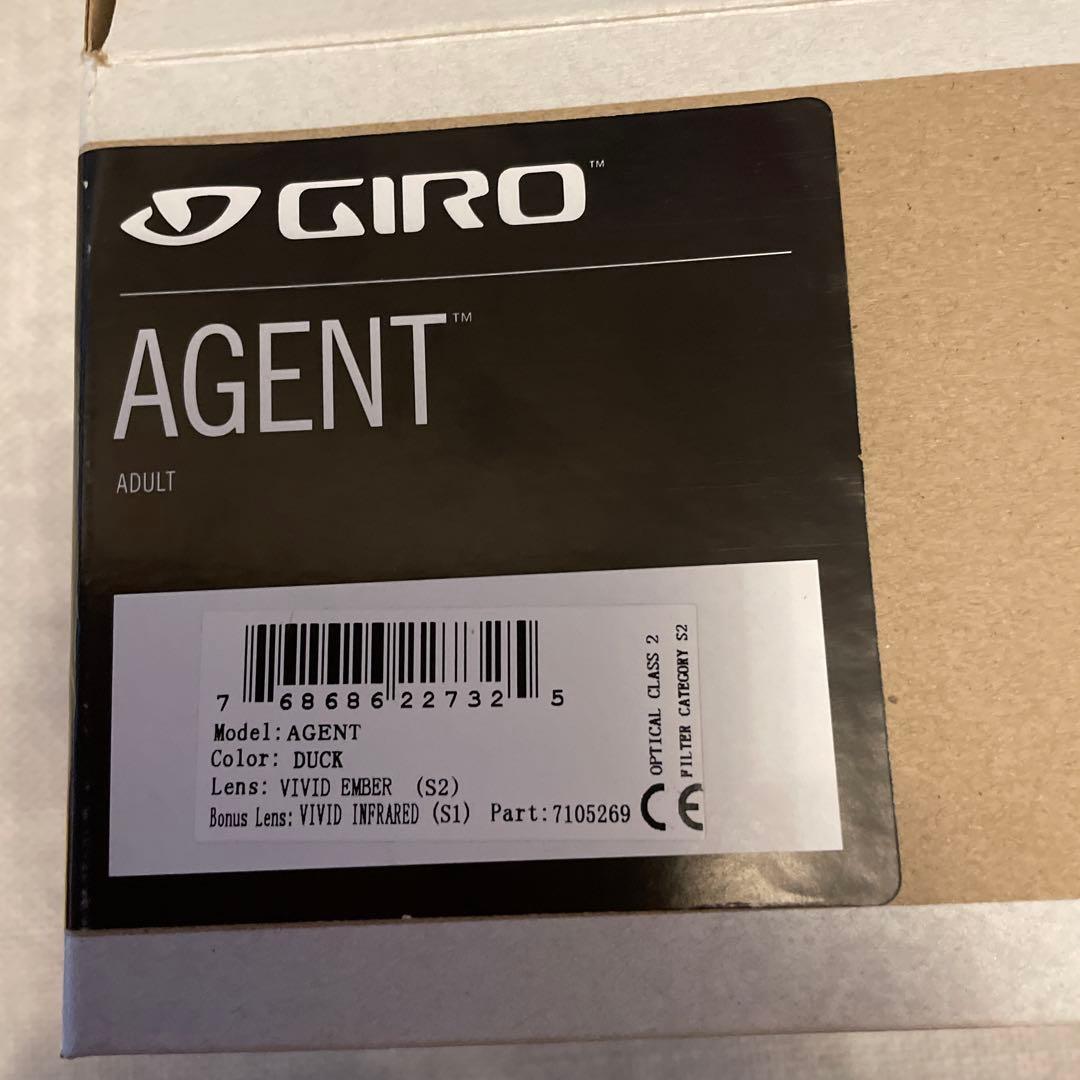 GIRO™
AGENT™
ADULT
7 68686 22732 5
Model: AGENT
Color: DUCK
Lens: VIVID EMBER (S2)
Bonus Lens: VIVID INFRARED (S1) Part: 7105269
CE
OPTICAL CLASS 2
FILTER CATEGORY S2